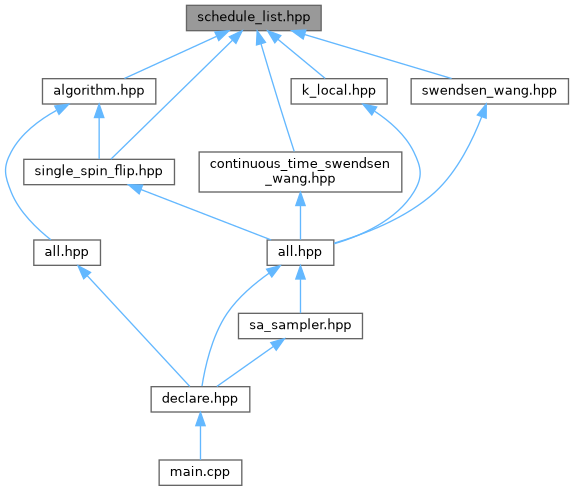 schedule_list.hpp
algorithm.hpp
k_local.hpp
swendsen_wang.hpp
single_spin_flip.hpp
continuous_time_swendsen
_wang.hpp
all.hpp
all.hpp
sa_sampler.hpp
declare.hpp
main.cpp